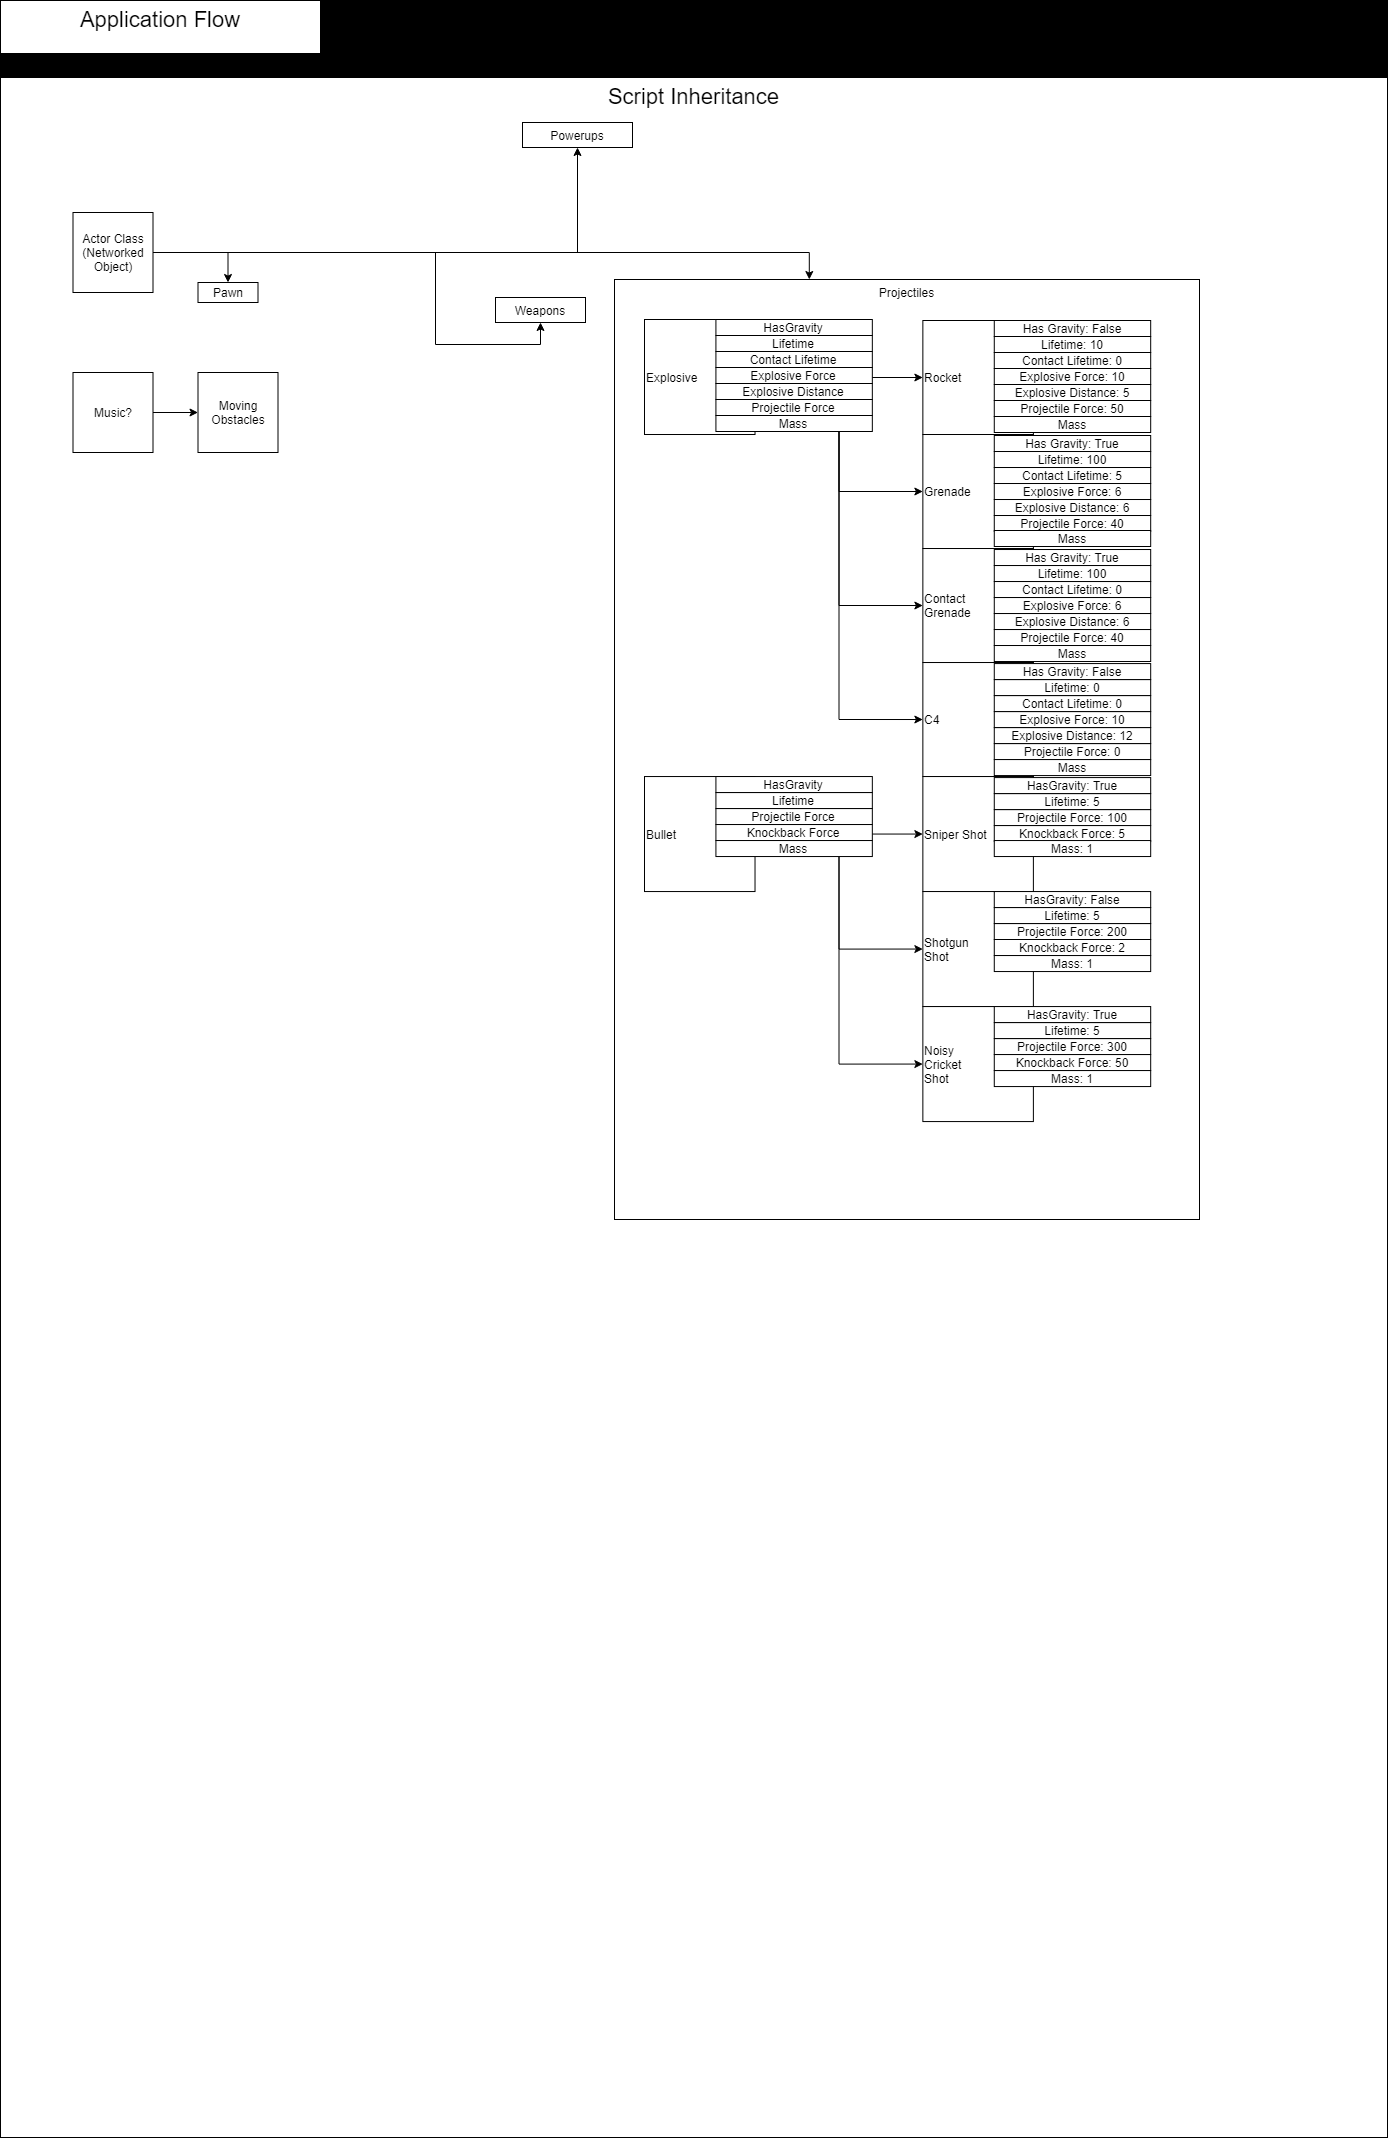 Application Flow
Script Inheritance
Powerups
Actor Class
(Networked
Object)
Pawn
Weapons
Music?
Moving
Obstacles
Projectiles
Explosive
HasGravity
Lifetime
Contact Lifetime
Explosive Force
Explosive Distance
Projectile Force
Mass
Rocket
Has Gravity: False
Lifetime: 10
Contact Lifetime: 0
Explosive Force: 10
Explosive Distance: 5
Projectile Force: 50
Mass
Grenade
Has Gravity: True
Lifetime: 100
Contact Lifetime: 5
Explosive Force: 6
Explosive Distance: 6
Projectile Force: 40
Mass
Contact
Grenade
Has Gravity: True
Lifetime: 100
Contact Lifetime: 0
Explosive Force: 6
Explosive Distance: 6
Projectile Force: 40
Mass
C4
Has Gravity: False
Lifetime: 0
Contact Lifetime: 0
Explosive Force: 10
Explosive Distance: 12
Projectile Force: 0
Mass
Bullet
HasGravity
Lifetime
Projectile Force
Knockback Force
Mass
Sniper Shot
HasGravity: True
Lifetime: 5
Projectile Force: 100
Knockback Force: 5
Mass: 1
Shotgun
Shot
HasGravity: False
Lifetime: 5
Projectile Force: 200
Knockback Force: 2
Mass: 1
Noisy
Cricket
Shot
HasGravity: True
Lifetime: 5
Projectile Force: 300
Knockback Force: 50
Mass: 1